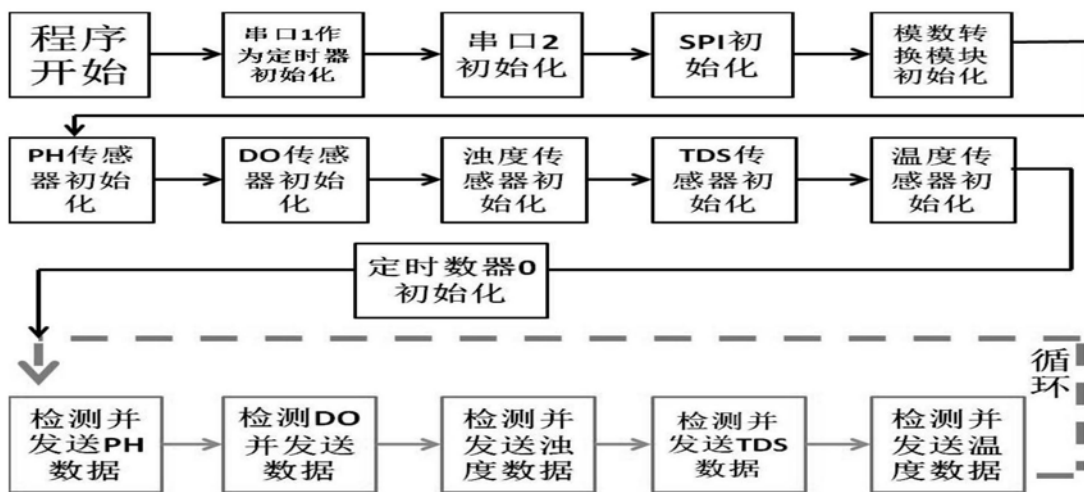 程序
开始
串口1作
为定时器
初始化
串口2
初始化
SPI初
始化
模数转
换模块
初始化
PH传感
器初始
化
DO传感
器初始
化
浊度传
感器初
始化
TDS传
感器初
始化
温度传
感器初
始化
定时数器0
初始化
循
环
检测并
发送PH
数据
检测DO
并发送
数据
检测并
发送浊
度数据
检测并
发送TDS
数据
检测并
发送温
度数据